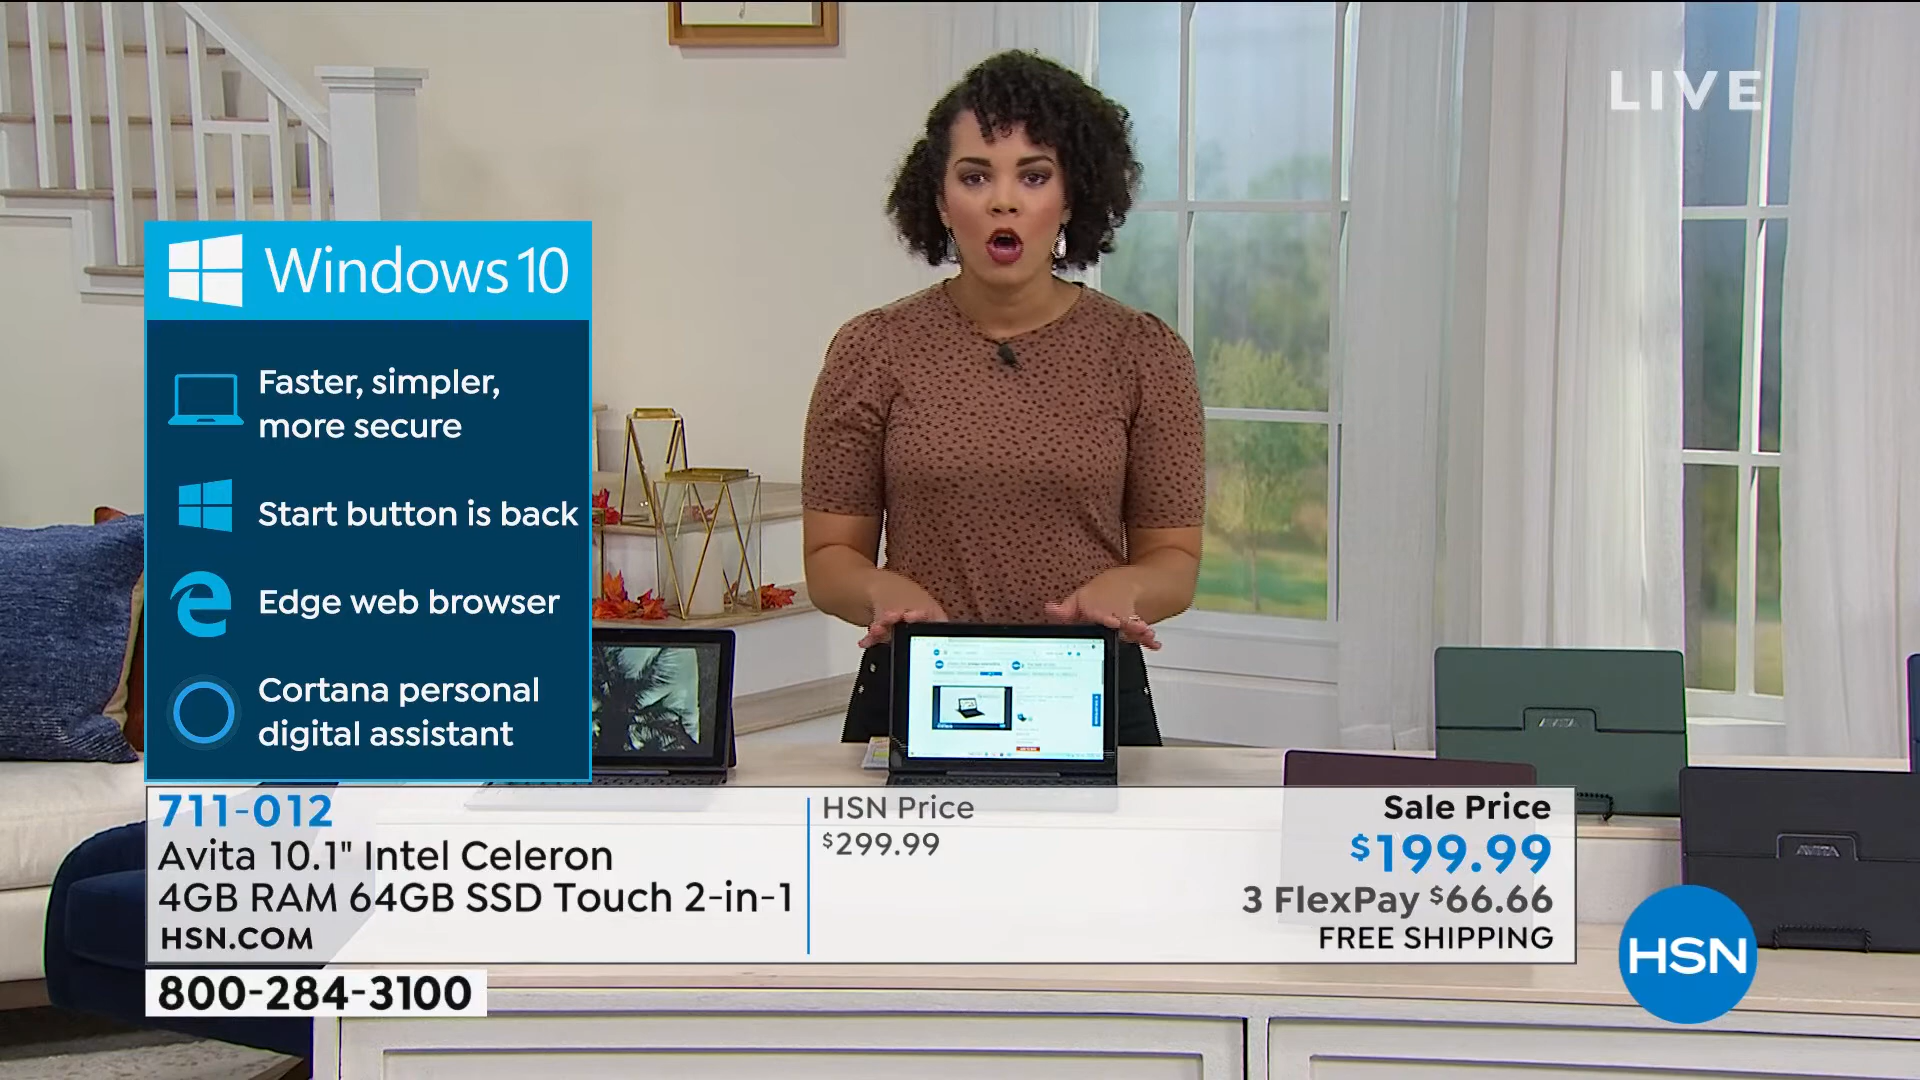 LIVE
Windows 10
Faster, simpler,
more secure
Start button is back
Edge web browser
Cortana personal
digital assistant
711-012
Avita 10.1" Intel Celeron
4GB RAM 64GB SSD Touch 2-in-1
HSN.COM
HSN Price
$299.99
Sale Price
$199.99
3 FlexPay $66.66
FREE SHIPPING
800-284-3100
HSN
AVITA
AVITA